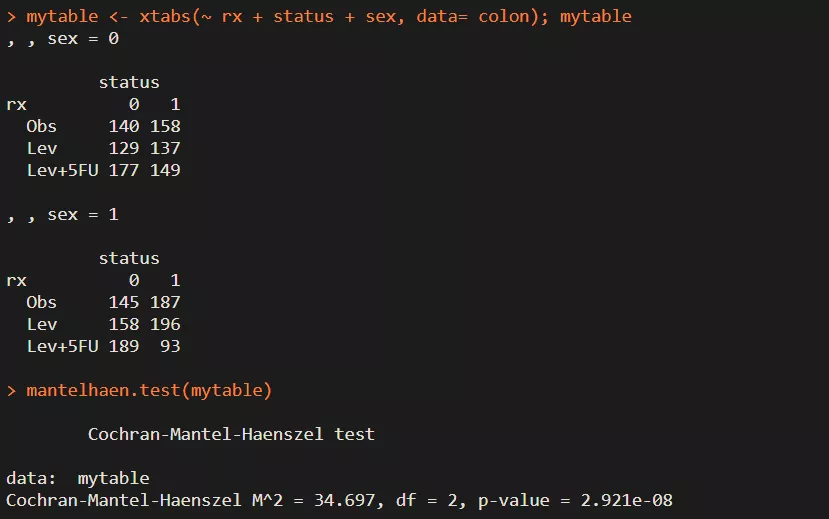 > mytable <- xtabs(~ rx + status + sex, data= colon); mytable
, , sex = 0
status
rx 0 1
Obs 140 158
Lev 129 137
Lev+5FU 177 149
, , sex = 1
status
rx 0 1
Obs 145 187
Lev 158 196
Lev+5FU 189 93
> mantelhaen.test(mytable)
Cochran-Mantel-Haenszel test
data: mytable
Cochran-Mantel-Haenszel M^2 = 34.697, df = 2, p-value = 2.921e-08